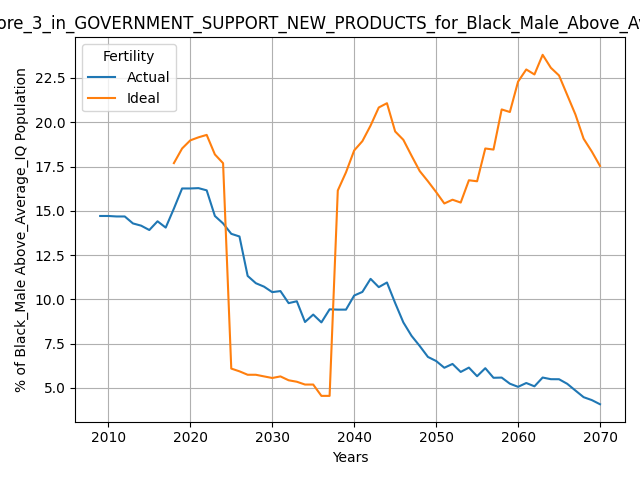 ore_3_in_GOVERNMENT_SUPPORT_NEW_PRODUCTS_for_Black_Male_Above_Av
Fertility
Actual
Ideal
% of Black_Male Above_Average_IQ Population
22.5
20.0
17.5
15.0
12.5
10.0
7.5
5.0
2010 2020 2030 2040 2050 2060 2070
Years